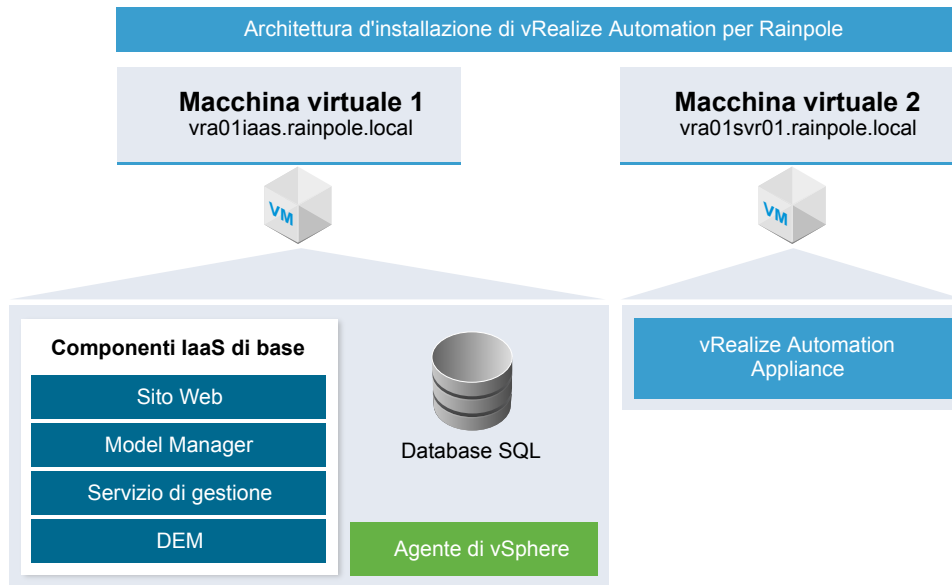 Architettura d'installazione di vRealize Automation per Rainpole
Macchina virtuale 1
vra01iaas.rainpole.local
Macchina virtuale 2
vra01svr01.rainpole.local
VM
VM
Componenti IaaS di base
Sito Web
Model Manager
Servizio di gestione
DEM
Database SQL
Agente di vSphere
vRealize Automation
Appliance